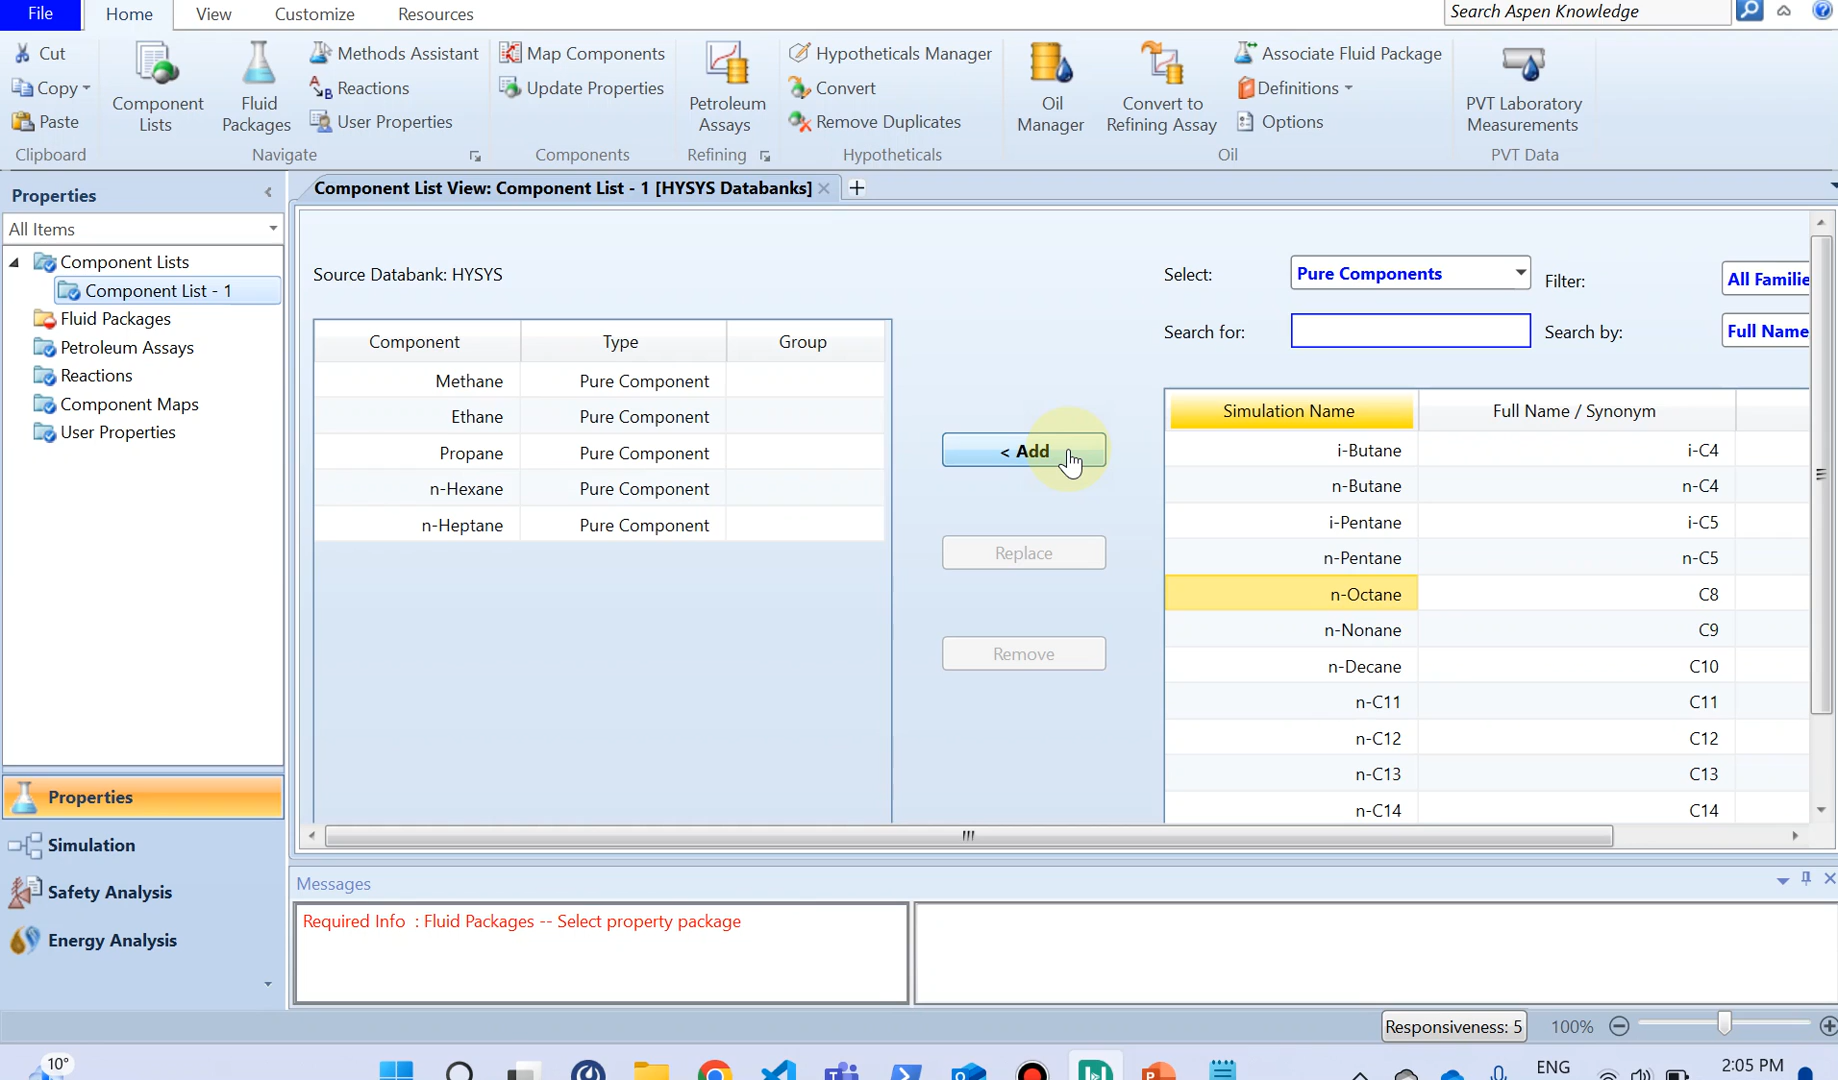 File Home View Customize Resources Search Aspen Knowledge
Cut
Copy
Paste
Clipboard
Component Lists
Fluid Packages
Methods Assistant
Reactions
User Properties
Navigate
Map Components
Update Properties
Components
Petroleum Assays
Refining
Hypotheticals Manager
Convert
Remove Duplicates
Hypotheticals
Oil Manager
Convert to Refining Assay
Associate Fluid Package
Definitions
Options
Oil
PVT Laboratory Measurements
PVT Data
Properties
All Items
Component Lists
Component List - 1
Fluid Packages
Petroleum Assays
Reactions
Component Maps
User Properties
Properties
Simulation
Safety Analysis
Energy Analysis
Component List View: Component List - 1 [HYSYS Databanks]
Source Databank: HYSYS
Component Type Group
Methane Pure Component
Ethane Pure Component
Propane Pure Component
n-Hexane Pure Component
n-Heptane Pure Component
< Add
Replace
Remove
Select: Pure Components Filter: All Familie
Search for: Search by: Full Name
Simulation Name Full Name / Synonym
i-Butane i-C4
n-Butane n-C4
i-Pentane i-C5
n-Pentane n-C5
n-Octane C8
n-Nonane C9
n-Decane C10
n-C11 C11
n-C12 C12
n-C13 C13
n-C14 C14
Messages
Required Info : Fluid Packages -- Select property package
Responsiveness: 5 100%
10° ENG 2:05 PM